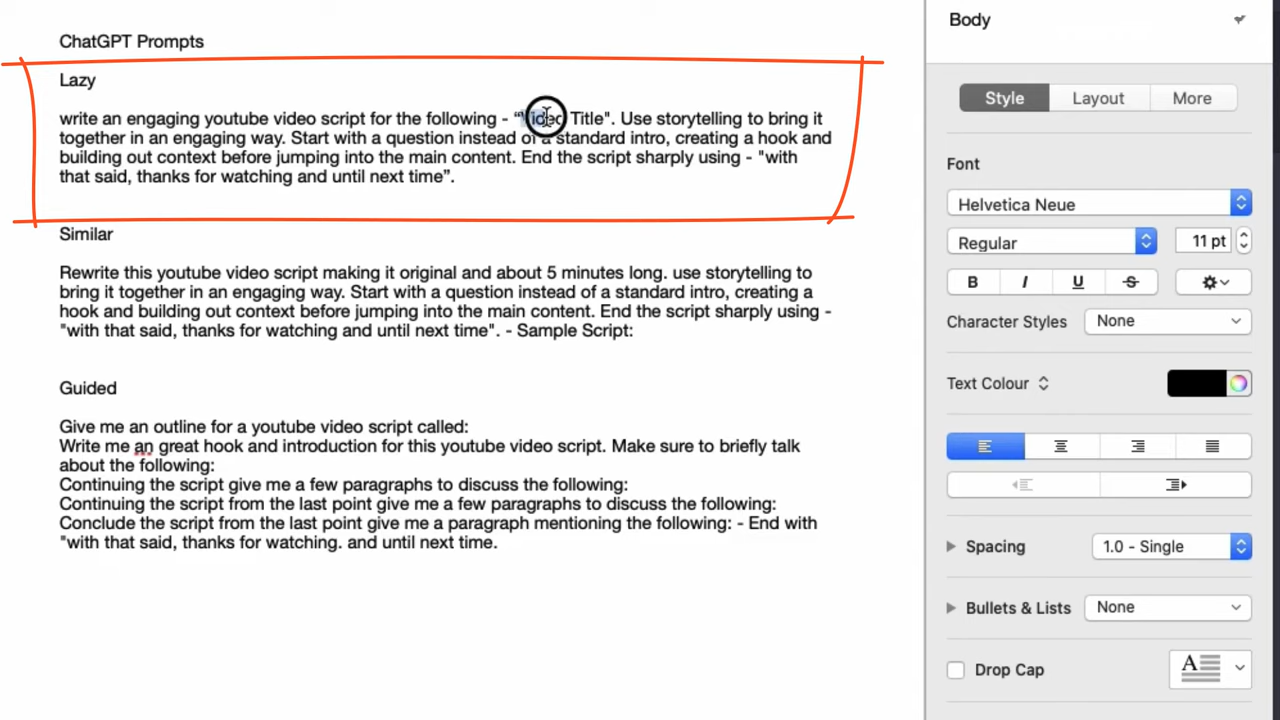 ChatGPT Prompts
Lazy
write an engaging youtube video script for the following - “Video Title". Use storytelling to bring it
together in an engaging way. Start with a question instead of a standard intro, creating a hook and
building out context before jumping into the main content. End the script sharply using - "with
that said, thanks for watching and until next time”.
Similar
Rewrite this youtube video script making it original and about 5 minutes long. use storytelling to
bring it together in an engaging way. Start with a question instead of a standard intro, creating a
hook and building out context before jumping into the main content. End the script sharply using -
"with that said, thanks for watching and until next time". - Sample Script:
Guided
Give me an outline for a youtube video script called:
Write me an great hook and introduction for this youtube video script. Make sure to briefly talk
about the following:
Continuing the script give me a few paragraphs to discuss the following:
Continuing the script from the last point give me a few paragraphs to discuss the following:
Conclude the script from the last point give me a paragraph mentioning the following: - End with
"with that said, thanks for watching. and until next time.
Body
Style Layout More
Font
Helvetica Neue
Regular 11 pt
B I U S
Character Styles None
Text Colour
Spacing 1.0 - Single
Bullets & Lists None
Drop Cap A